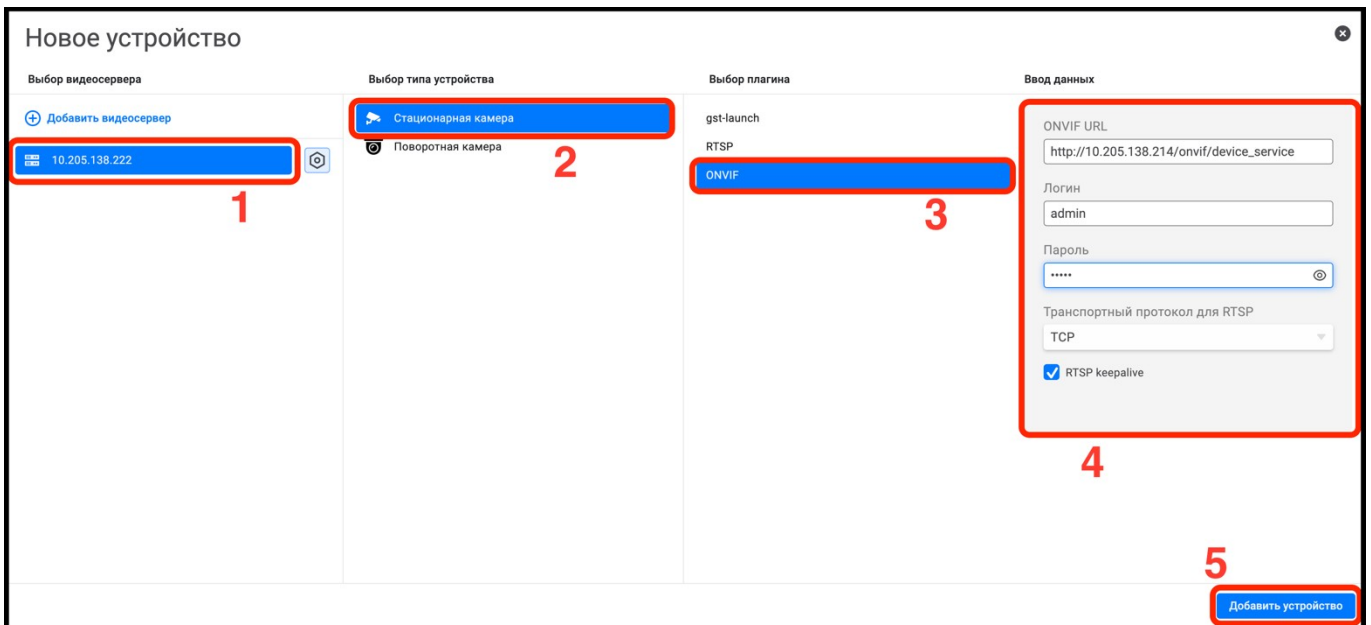 Новое устройство
Выбор видеосервера
Выбор типа устройства
Выбор плагина
Ввод данных
Добавить видеосервер
10.205.138.222
1
Стационарная камера
Поворотная камера
2
gst-launch
RTSP
ONVIF
3
ONVIF URL
http://10.205.138.214/onvif/device_service
Логин
admin
Пароль
•••••
Транспортный протокол для RTSP
TCP
RTSP keepalive
4
5
Добавить устройство